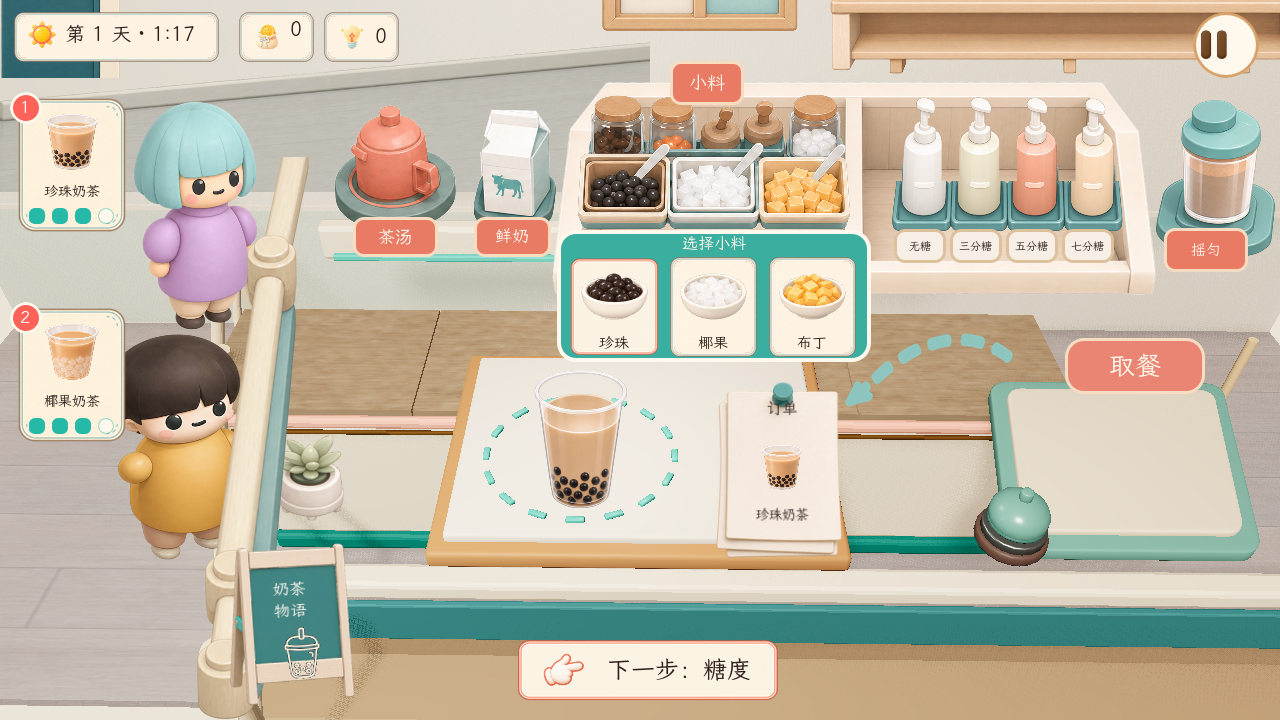 第 1 天 · 1:17
0
0
1
珍珠奶茶
2
椰果奶茶
茶汤
鲜奶
小料
选择小料
珍珠
椰果
布丁
无糖
三分糖
五分糖
七分糖
摇匀
取餐
订单
珍珠奶茶
奶茶
物语
下一步：糖度